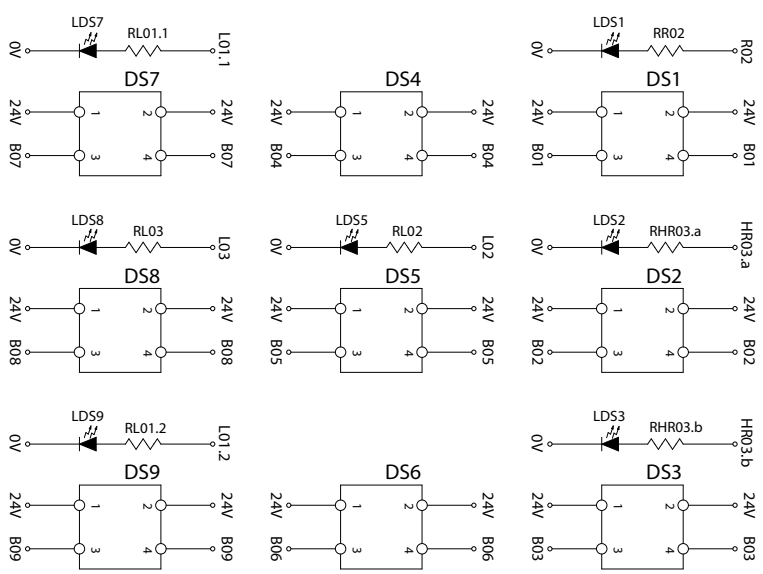 LDS7
RL01.1
0V
L01.1
DS7
24V
1
2
24V
B07
3
4
B07
DS4
24V
1
2
24V
B04
3
4
B04
LDS1
RR02
0V
R02
DS1
24V
1
2
24V
B01
3
4
B01
LDS8
RL03
0V
L03
DS8
24V
1
2
24V
B08
3
4
B08
LDS5
RL02
0V
L02
DS5
24V
1
2
24V
B05
3
4
B05
LDS2
RHR03.a
0V
HR03.a
DS2
24V
1
2
24V
B02
3
4
B02
LDS9
RL01.2
0V
L01.2
DS9
24V
1
2
24V
B09
3
4
B09
DS6
24V
1
2
24V
B06
3
4
B06
LDS3
RHR03.b
0V
HR03.b
DS3
24V
1
2
24V
B03
3
4
B03